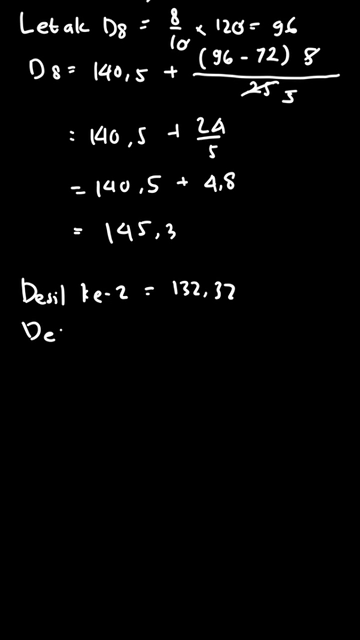 Letak D8 = 8/10 x 120 = 96
D8 = 140,5 + (96 - 72) 8 / 25 5
= 140,5 + 24/5
= 140,5 + 4,8
= 145,3
Desil ke-2 = 132,32
De